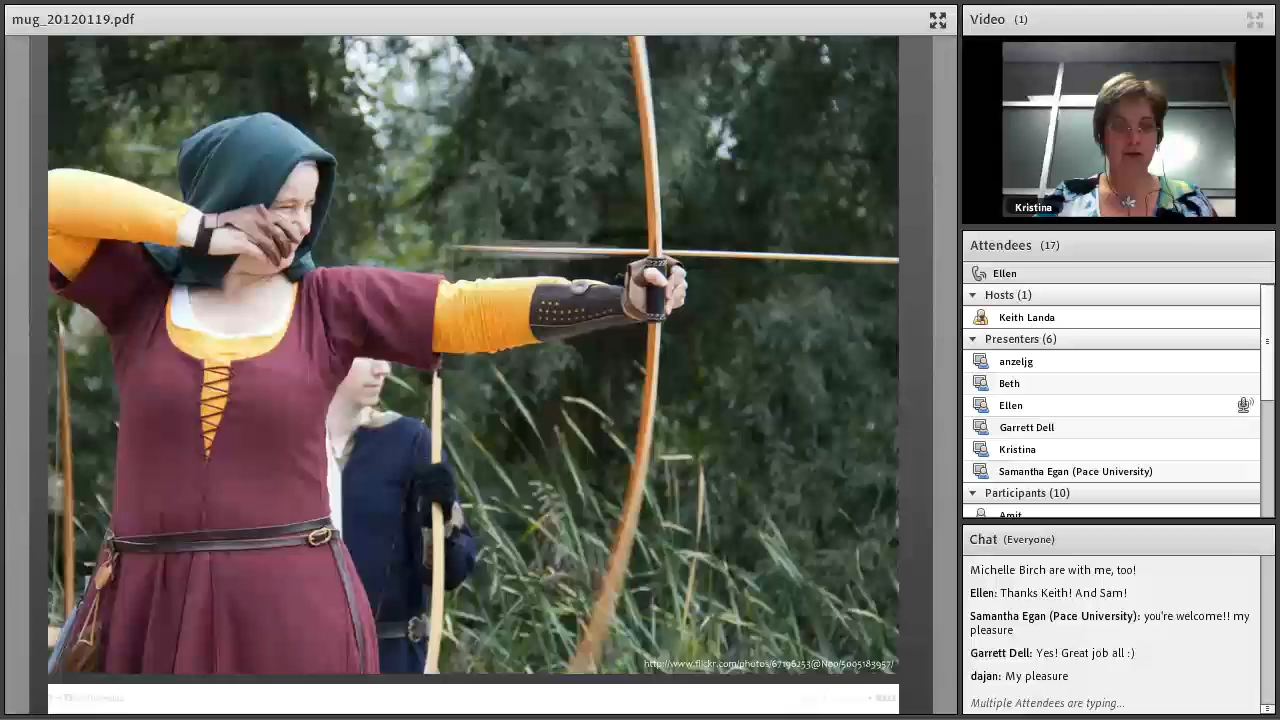 mug_20120119.pdf
Video (1)
Kristina
Attendees (17)
Ellen
Hosts (1)
Keith Landa
Presenters (6)
anzeljg
Beth
Ellen
Garrett Dell
Kristina
Samantha Egan (Pace University)
Participants (10)
Amit
Chat (Everyone)
Michelle Birch are with me, too!
Ellen: Thanks Keith! And Sam!
Samantha Egan (Pace University): you're welcome!! my
pleasure
Garrett Dell: Yes! Great job all :)
dajan: My pleasure
Multiple Attendees are typing...